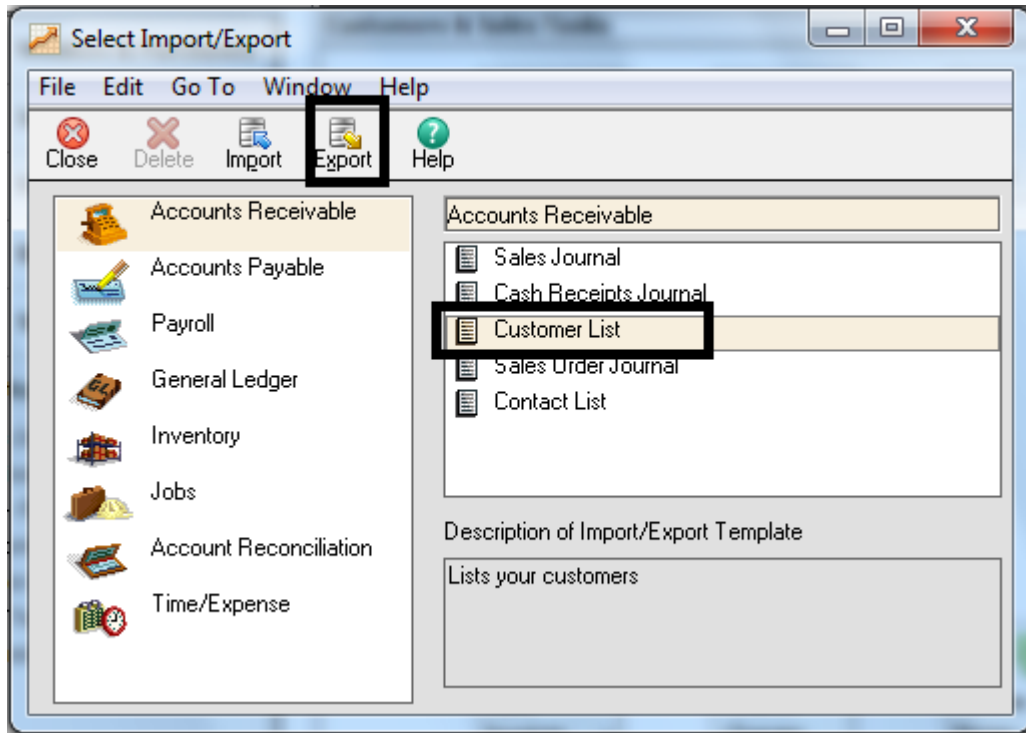 Select Import/Export
File Edit Go To Window Help
Close Delete Import Export Help
Accounts Receivable
Accounts Payable
Payroll
General Ledger
Inventory
Jobs
Account Reconciliation
Time/Expense
Accounts Receivable
Sales Journal
Cash Receipts Journal
Customer List
Sales Order Journal
Contact List
Description of Import/Export Template
Lists your customers